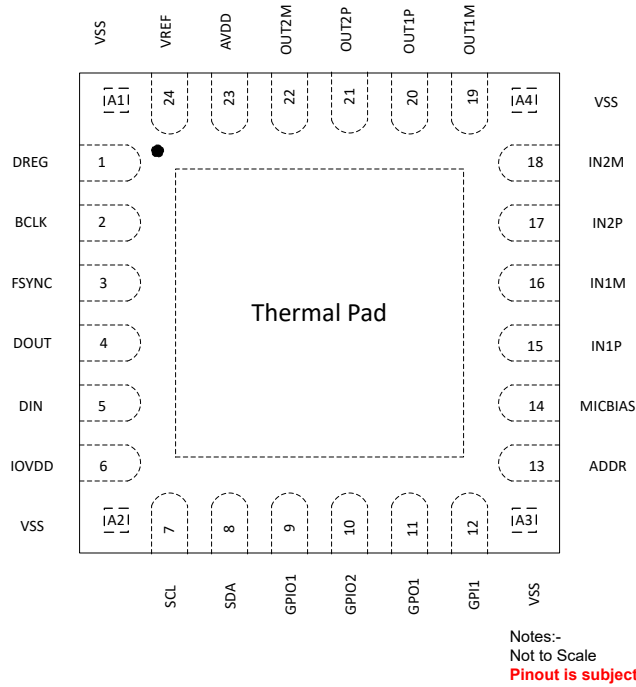 VSS
VREF
AVDD
OUT2M
OUT2P
OUT1P
OUT1M
A1
24
23
22
21
20
19
A4
VSS
DREG
1
18
IN2M
BCLK
2
17
IN2P
FSYNC
3
16
IN1M
Thermal Pad
DOUT
4
15
IN1P
DIN
5
14
MICBIAS
IOVDD
6
13
ADDR
VSS
A2
7
8
9
10
11
12
A3
SCL
SDA
GPIO1
GPIO2
GPO1
GPI1
VSS
Notes:-
Not to Scale
Pinout is subject